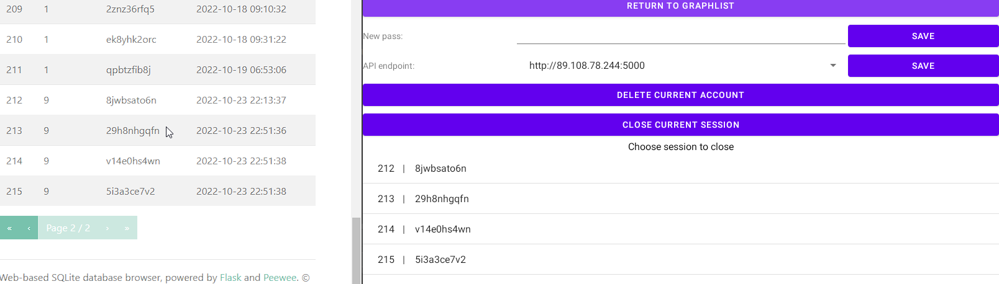 209 1 2znz36rfq5 2022-10-18 09:10:32
210 1 ek8yhk2orc 2022-10-18 09:31:22
211 1 qpbtzfib8j 2022-10-19 06:53:06
212 9 8jwbsato6n 2022-10-23 22:13:37
213 9 29h8nhgqfn 2022-10-23 22:51:36
214 9 v14e0hs4wn 2022-10-23 22:51:38
215 9 5i3a3ce7v2 2022-10-23 22:51:38
« ‹ Page 2 / 2 › »
Web-based SQLite database browser, powered by Flask and Peewee. ©
RETURN TO GRAPHLIST
New pass: SAVE
API endpoint: http://89.108.78.244:5000 SAVE
DELETE CURRENT ACCOUNT
CLOSE CURRENT SESSION
Choose session to close
212 | 8jwbsato6n
213 | 29h8nhgqfn
214 | v14e0hs4wn
215 | 5i3a3ce7v2